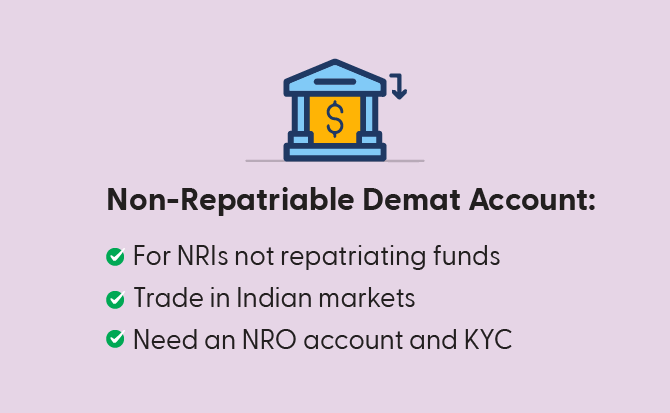 $
Non-Repatriable Demat Account:
For NRIs not repatriating funds
Trade in Indian markets
Need an NRO account and KYC